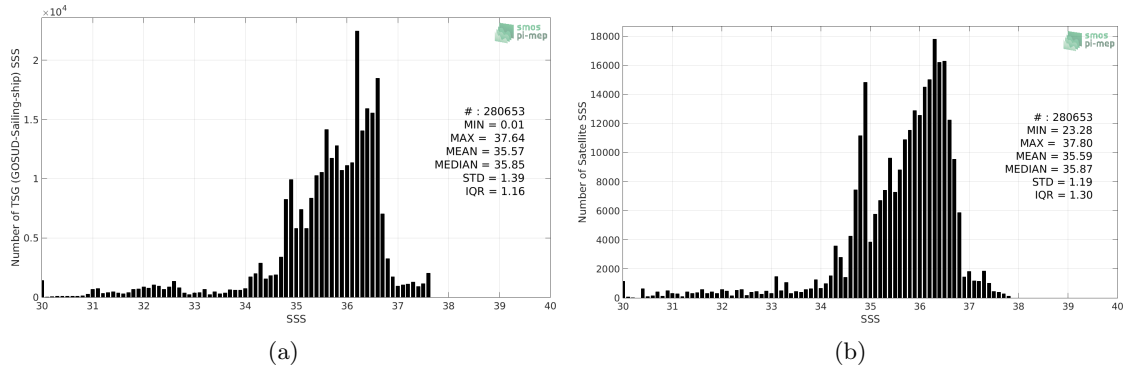 ×10⁴
smos
pi-mep
2
1.5
1
0.5
0
Number of TSG (GOSUD-Sailing-ship) SSS
# : 280653
MIN = 0.01
MAX = 37.64
MEAN = 35.57
MEDIAN = 35.85
STD = 1.39
IQR = 1.16
30 31 32 33 34 35 36 37 38 39 40
SSS
(a)
smos
pi-mep
18000
16000
14000
12000
10000
8000
6000
4000
2000
0
Number of Satellite SSS
# : 280653
MIN = 23.28
MAX = 37.80
MEAN = 35.59
MEDIAN = 35.87
STD = 1.19
IQR = 1.30
30 31 32 33 34 35 36 37 38 39 40
SSS
(b)